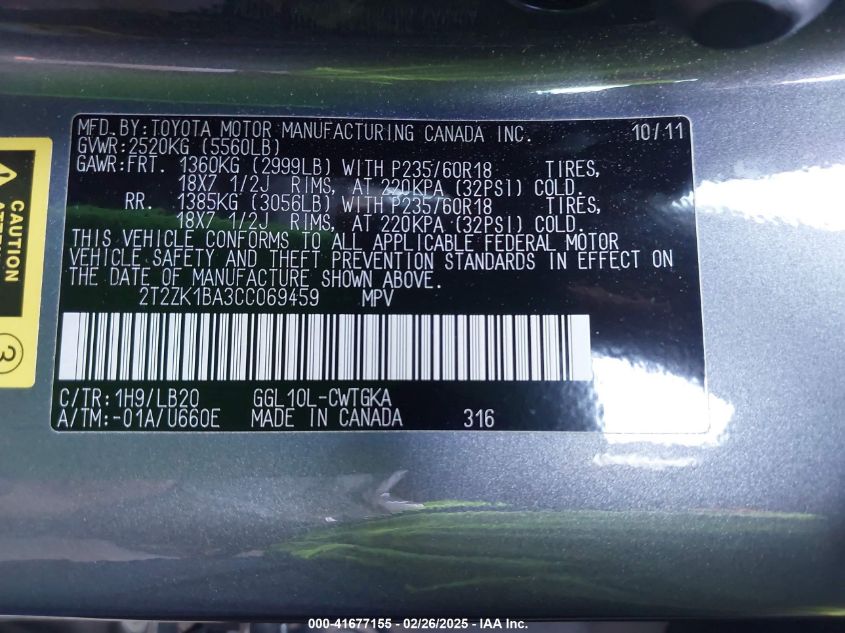 MFD.BY:TOYOTA MOTOR MANUFACTURING CANADA INC. 10/11
GVWR:2520KG (5560LB)
GAWR:FRT. 1360KG (2999LB) WITH P235/60R18 TIRES,
18X7 1/2J RIMS, AT 220KPA (32PSI) COLD.
RR. 1385KG (3056LB) WITH P235/60R18 TIRES,
18X7 1/2J RIMS, AT 220KPA (32PSI) COLD.
THIS VEHICLE CONFORMS TO ALL APPLICABLE FEDERAL MOTOR
VEHICLE SAFETY AND THEFT PREVENTION STANDARDS IN EFFECT ON
THE DATE OF MANUFACTURE SHOWN ABOVE.
2T2ZK1BA3CC069459 MPV
C/TR:1H9/LB20 GGL10L-CWTGKA
A/TM:-01A/U660E MADE IN CANADA 316
CAUTION
3
000-41677155 - 02/26/2025 - IAA Inc.